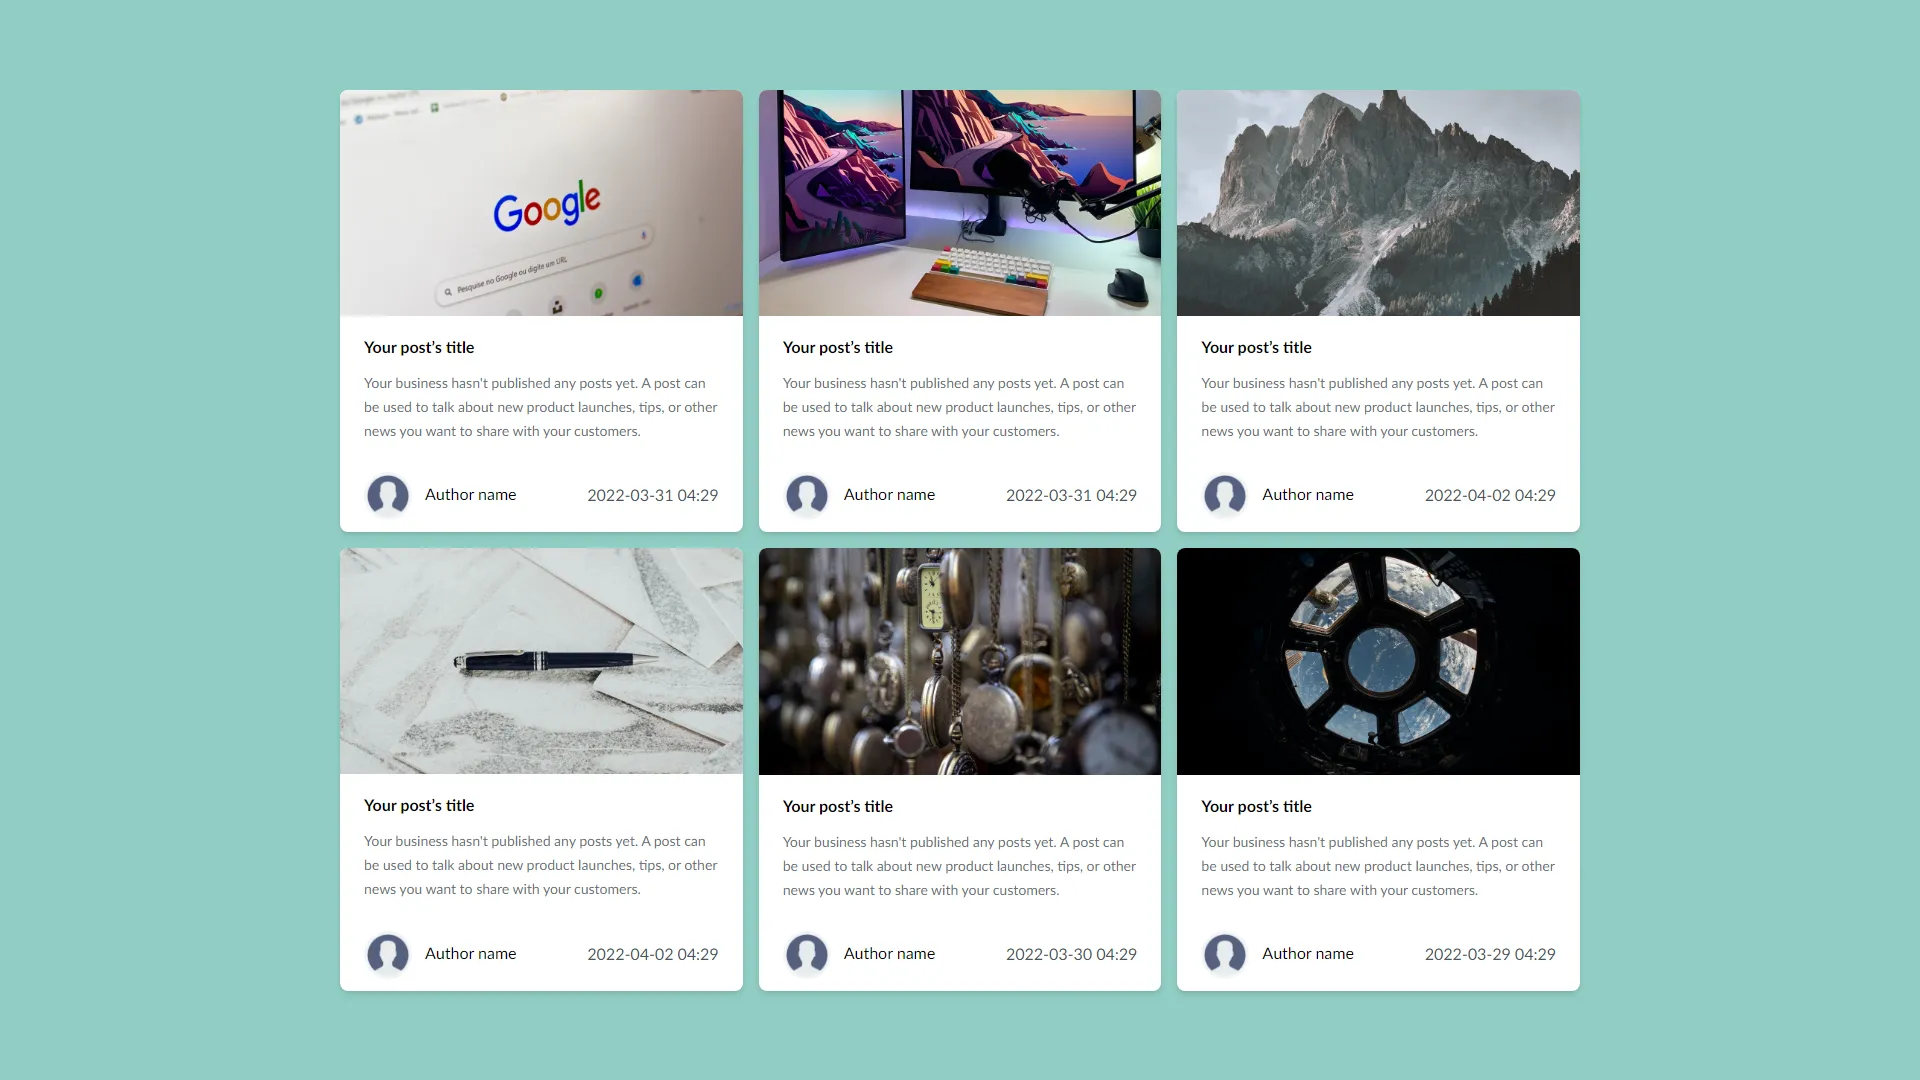 Google
Pesquise no Google ou digite um URL
Your post's title
Your business hasn't published any posts yet. A post can
be used to talk about new product launches, tips, or other
news you want to share with your customers.
Author name 2022-03-31 04:29
Your post's title
Your business hasn't published any posts yet. A post can
be used to talk about new product launches, tips, or other
news you want to share with your customers.
Author name 2022-03-31 04:29
Your post's title
Your business hasn't published any posts yet. A post can
be used to talk about new product launches, tips, or other
news you want to share with your customers.
Author name 2022-04-02 04:29
Your post's title
Your business hasn't published any posts yet. A post can
be used to talk about new product launches, tips, or other
news you want to share with your customers.
Author name 2022-04-02 04:29
Your post's title
Your business hasn't published any posts yet. A post can
be used to talk about new product launches, tips, or other
news you want to share with your customers.
Author name 2022-03-30 04:29
Your post's title
Your business hasn't published any posts yet. A post can
be used to talk about new product launches, tips, or other
news you want to share with your customers.
Author name 2022-03-29 04:29